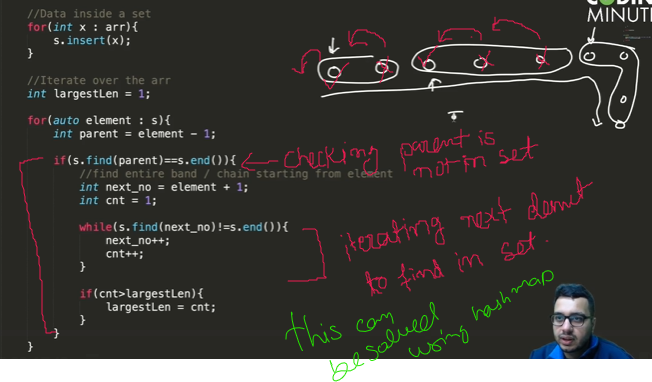 CODING
MINUTE
//Data inside a set
for(int x : arr){
s.insert(x);
}
//Iterate over the arr
int largestLen = 1;
for(auto element : s){
int parent = element - 1;
if(s.find(parent)==s.end()){
checking parent is
not in set
//find entire band / chain starting from element
int next_no = element + 1;
int cnt = 1;
while(s.find(next_no)!=s.end()){
next_no++;
cnt++;
}
iterating next
to find in set.
if(cnt>largestLen){
largestLen = cnt;
}
}
}
this can
be solved
using hashmap